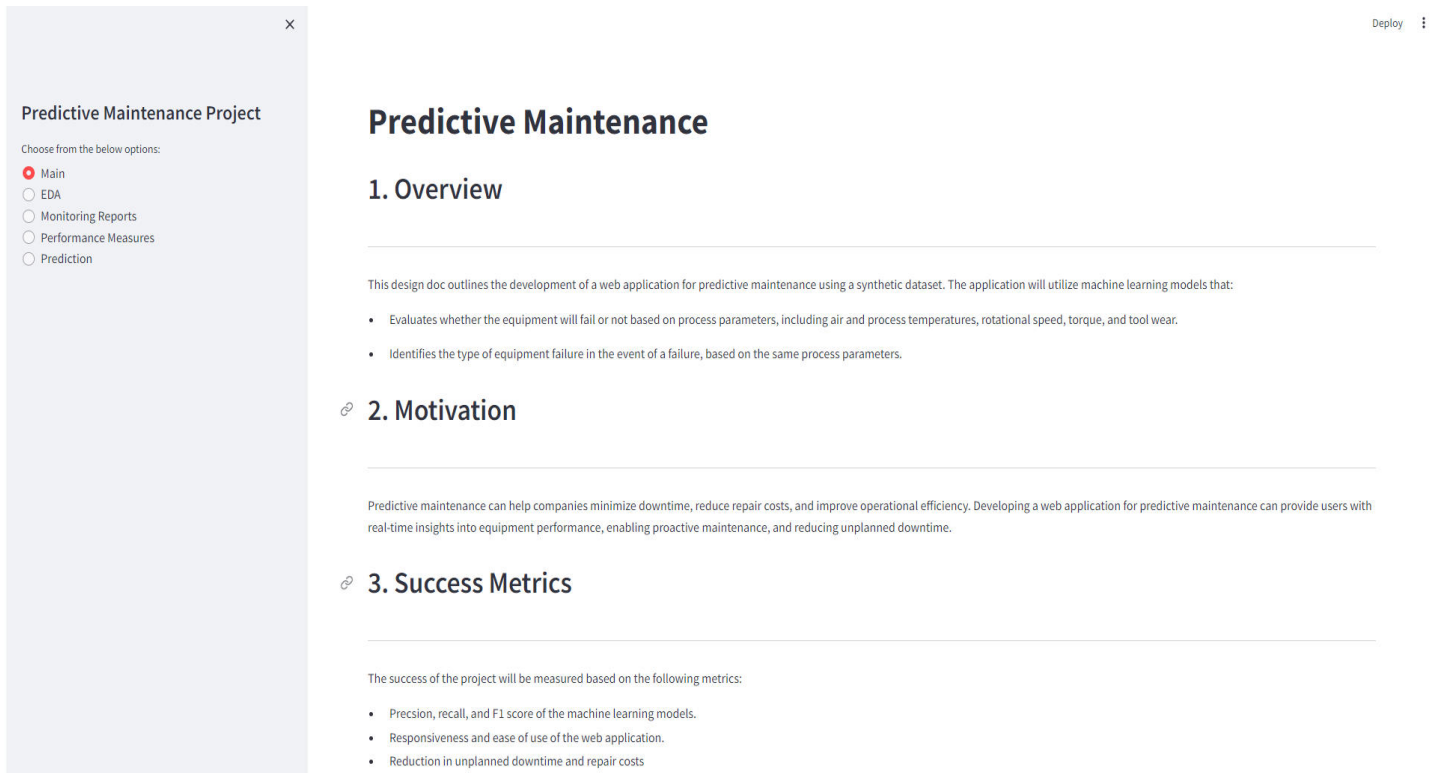 Deploy
Predictive Maintenance Project
Choose from the below options:
Main
EDA
Monitoring Reports
Performance Measures
Prediction
Predictive Maintenance
1. Overview
This design doc outlines the development of a web application for predictive maintenance using a synthetic dataset. The application will utilize machine learning models that:
• Evaluates whether the equipment will fail or not based on process parameters, including air and process temperatures, rotational speed, torque, and tool wear.
• Identifies the type of equipment failure in the event of a failure, based on the same process parameters.
2. Motivation
Predictive maintenance can help companies minimize downtime, reduce repair costs, and improve operational efficiency. Developing a web application for predictive maintenance can provide users with
real-time insights into equipment performance, enabling proactive maintenance, and reducing unplanned downtime.
3. Success Metrics
The success of the project will be measured based on the following metrics:
• Precsion, recall, and F1 score of the machine learning models.
• Responsiveness and ease of use of the web application.
• Reduction in unplanned downtime and repair costs